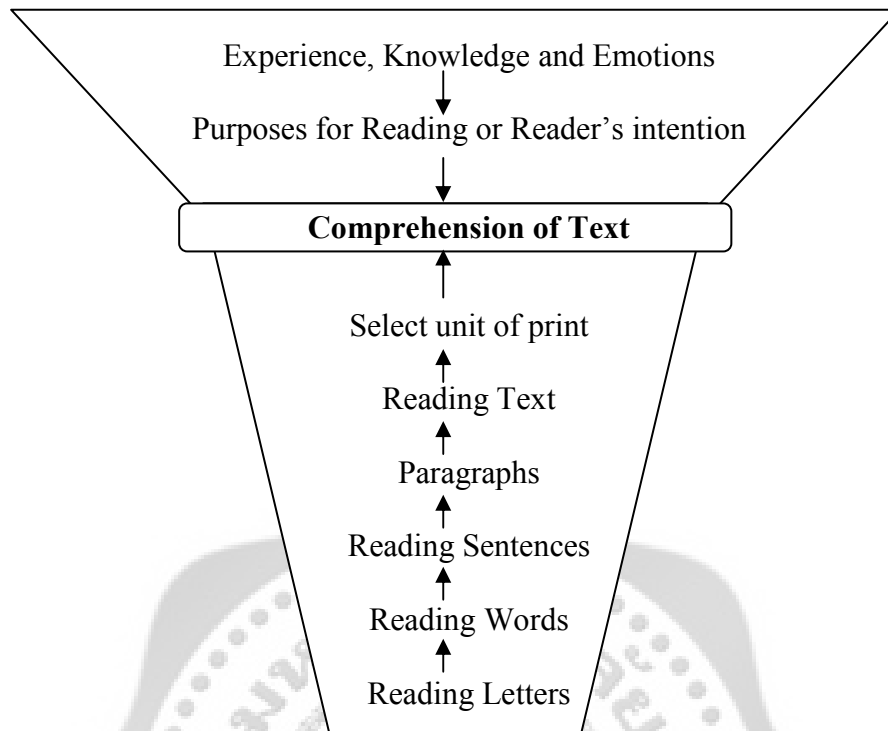 Experience, Knowledge and Emotions
Purposes for Reading or Reader's intention
Comprehension of Text
Select unit of print
Reading Text
Paragraphs
Reading Sentences
Reading Words
Reading Letters